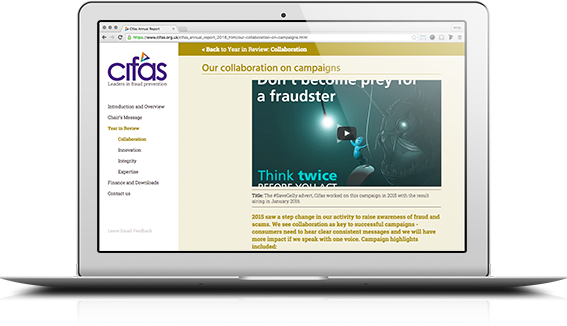 Cifas Annual Report
https://www.cifas.org.uk/cifas_annual_report_2015_html/our-collaboration-on-campaigns.html
< Back to Year in Review: Collaboration
cifas
Leaders in fraud prevention
Introduction and Overview
Chair's Message
Year in Review
Collaboration
Innovation
Integrity
Expertise
Finance and Downloads
Contact us
Leave Email Feedback
Our collaboration on campaigns
Don't become prey for
a fraudster
Think twice
BEFORE YOU ACT
Title: The #SaveGelly advert, Cifas worked on this campaign in 2015 with the result
airing in January 2016.
2015 saw a step change in our activity to raise awareness of fraud and
scams. We see collaboration as key to successful campaigns -
consumers need to hear clear consistent messages and we will have
more impact if we speak with one voice. Campaign highlights
included: